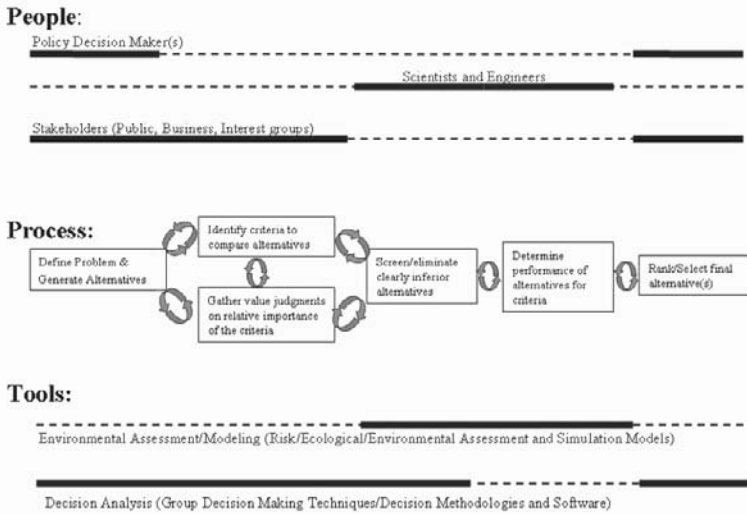 People:
Policy Decision Maker(s)
Scientists and Engineers
Stakeholders (Public, Business, Interest groups)
Process:
Define Problem &
Generate Alternatives
Identify criteria to
compare alternatives
Gather value judgments
on relative importance
of the criteria
Screen/eliminate
clearly inferior
alternatives
Determine
performance of
alternatives for
criteria
Rank/Select final
alternative(s)
Tools:
Environmental Assessment/Modeling (Risk/Ecological/Environmental Assessment and Simulation Models)
Decision Analysis (Group Decision Making Techniques/Decision Methodologies and Software)